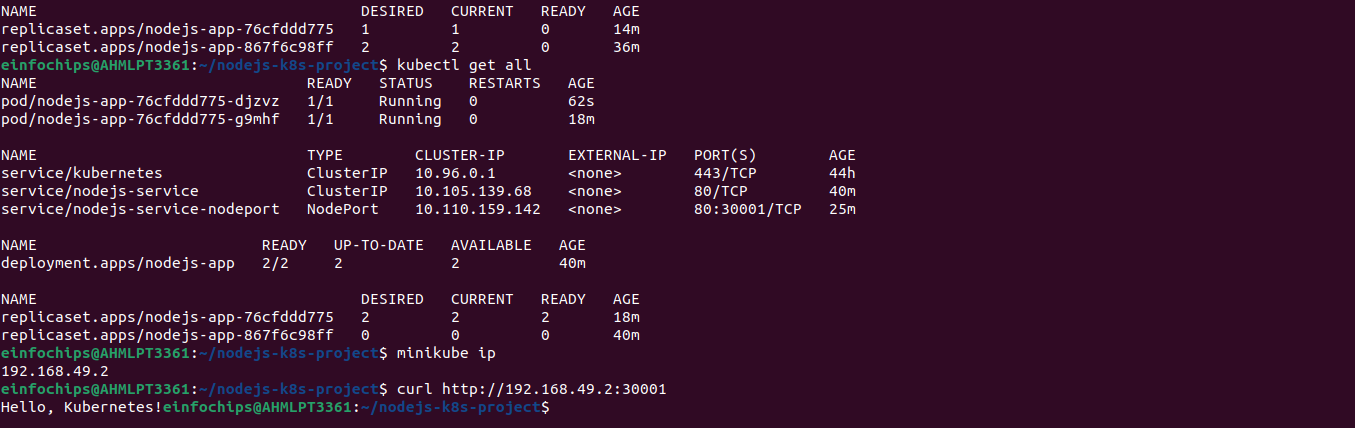 NAME DESIRED CURRENT READY AGE
replicaset.apps/nodejs-app-76cfddd775 1 1 0 14m
replicaset.apps/nodejs-app-867f6c98ff 2 2 0 36m
einfochips@AHMLPT3361:~/nodejs-k8s-project$ kubectl get all
NAME READY STATUS RESTARTS AGE
pod/nodejs-app-76cfddd775-djzvz 1/1 Running 0 62s
pod/nodejs-app-76cfddd775-g9mhf 1/1 Running 0 18m
NAME TYPE CLUSTER-IP EXTERNAL-IP PORT(S) AGE
service/kubernetes ClusterIP 10.96.0.1 <none> 443/TCP 44h
service/nodejs-service ClusterIP 10.105.139.68 <none> 80/TCP 40m
service/nodejs-service-nodeport NodePort 10.110.159.142 <none> 80:30001/TCP 25m
NAME READY UP-TO-DATE AVAILABLE AGE
deployment.apps/nodejs-app 2/2 2 2 40m
NAME DESIRED CURRENT READY AGE
replicaset.apps/nodejs-app-76cfddd775 2 2 2 18m
replicaset.apps/nodejs-app-867f6c98ff 0 0 0 40m
einfochips@AHMLPT3361:~/nodejs-k8s-project$ minikube ip
192.168.49.2
einfochips@AHMLPT3361:~/nodejs-k8s-project$ curl http://192.168.49.2:30001
Hello, Kubernetes!einfochips@AHMLPT3361:~/nodejs-k8s-project$